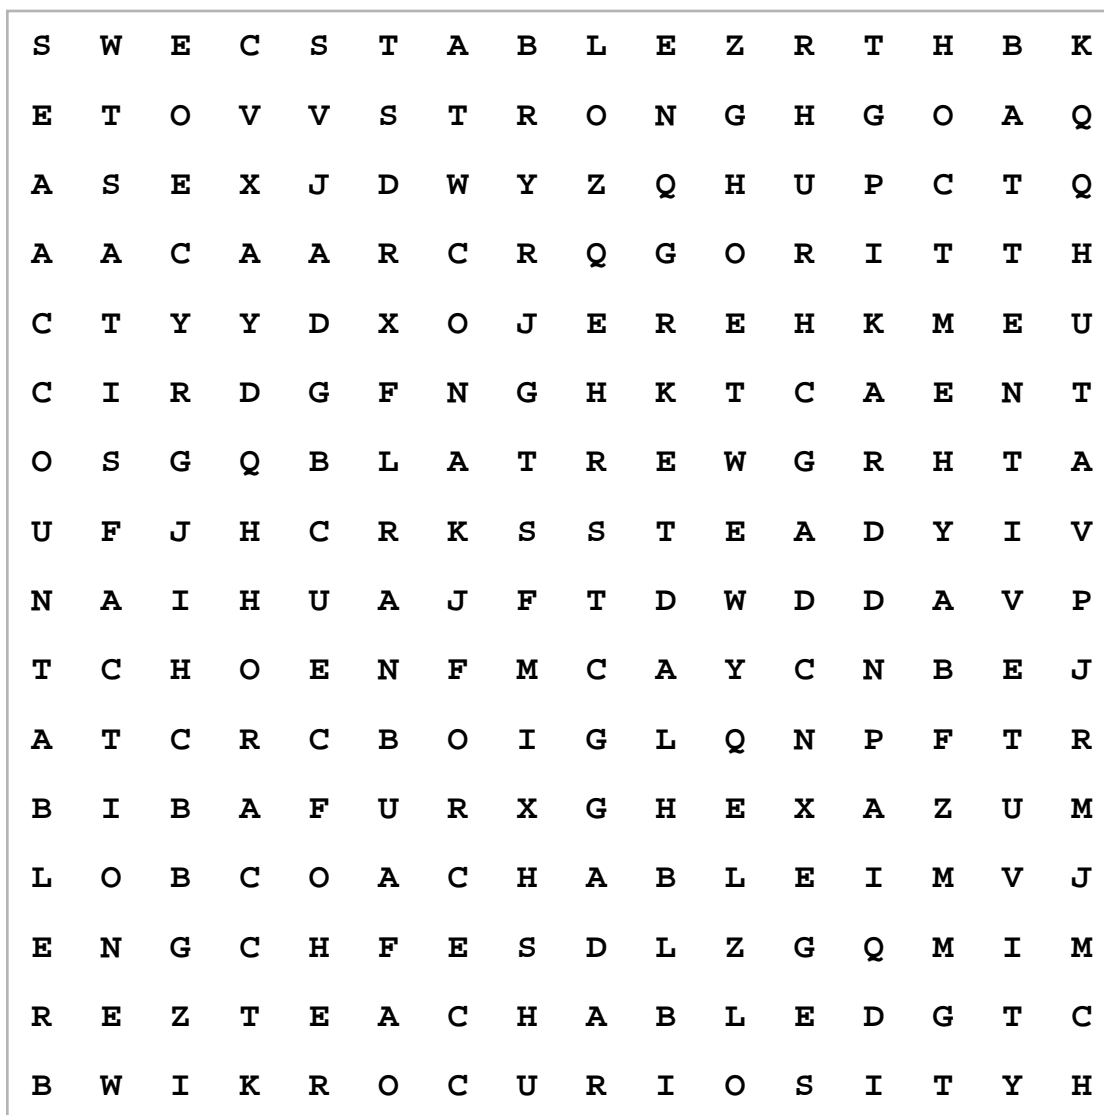 S W E C S T A B L E Z R T H B K
E T O V V S T R O N G H G O A Q
A S E X J D W Y Z Q H U P C T Q
A A C A A R C R Q G O R I T T H
C T Y Y D X O J E R E H K M E U
C I R D G F N G H K T C A E N T
O S G Q B L A T R E W G R H T A
U F J H C R K S S T E A D Y I V
N A I H U A J F T D W D D A V P
T C H O E N F M C A Y C N B E J
A T C R C B O I G L Q N P F T R
B I B A F U R X G H E X A Z U M
L O B C O A C H A B L E I M V J
E N G C H F E S D L Z G Q M I M
R E Z T E A C H A B L E D G T C
B W I K R O C U R I O S I T Y H